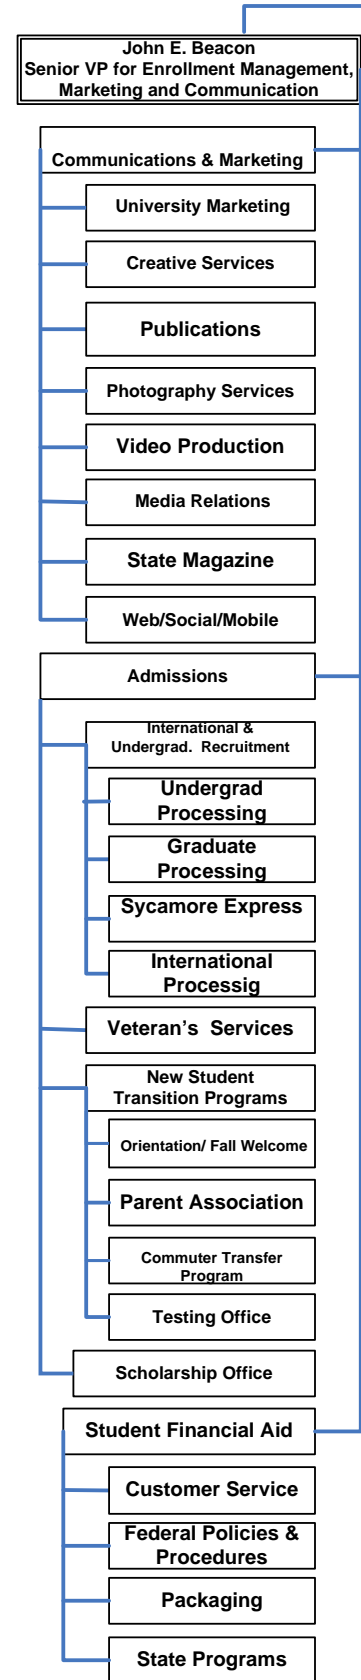 John E. Beacon
Senior VP for Enrollment Management,
Marketing and Communication
Communications & Marketing
University Marketing
Creative Services
Publications
Photography Services
Video Production
Media Relations
State Magazine
Web/Social/Mobile
Admissions
International &
Undergrad. Recruitment
Undergrad
Processing
Graduate
Processing
Sycamore Express
International
Processig
Veteran's Services
New Student
Transition Programs
Orientation/ Fall Welcome
Parent Association
Commuter Transfer
Program
Testing Office
Scholarship Office
Student Financial Aid
Customer Service
Federal Policies &
Procedures
Packaging
State Programs